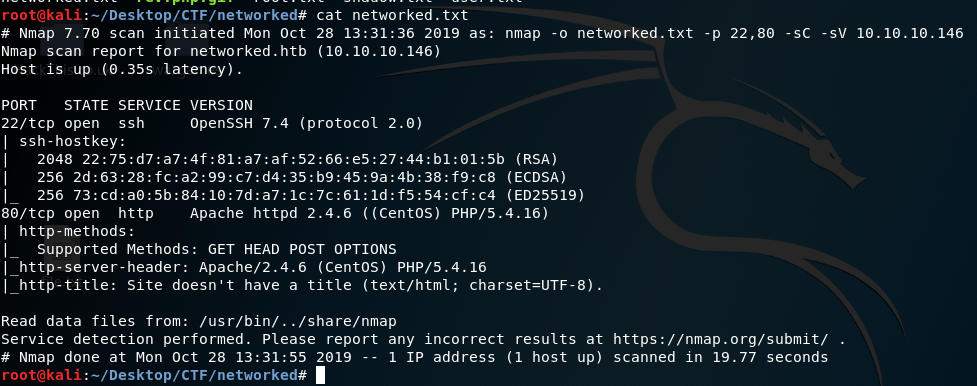 networked.txt rev.php.gif root.txt shadow.txt user.txt
root@kali:~/Desktop/CTF/networked# cat networked.txt
# Nmap 7.70 scan initiated Mon Oct 28 13:31:36 2019 as: nmap -o networked.txt -p 22,80 -sC -sV 10.10.10.146
Nmap scan report for networked.htb (10.10.10.146)
Host is up (0.35s latency).
PORT   STATE SERVICE VERSION
22/tcp open  ssh     OpenSSH 7.4 (protocol 2.0)
| ssh-hostkey:
|   2048 22:75:d7:a7:4f:81:a7:af:52:66:e5:27:44:b1:01:5b (RSA)
|   256 2d:63:28:fc:a2:99:c7:d4:35:b9:45:9a:4b:38:f9:c8 (ECDSA)
|_  256 73:cd:a0:5b:84:10:7d:a7:1c:7c:61:1d:f5:54:cf:c4 (ED25519)
80/tcp open  http    Apache httpd 2.4.6 ((CentOS) PHP/5.4.16)
| http-methods:
|_  Supported Methods: GET HEAD POST OPTIONS
|_http-server-header: Apache/2.4.6 (CentOS) PHP/5.4.16
|_http-title: Site doesn't have a title (text/html; charset=UTF-8).
Read data files from: /usr/bin/../share/nmap
Service detection performed. Please report any incorrect results at https://nmap.org/submit/ .
# Nmap done at Mon Oct 28 13:31:55 2019 -- 1 IP address (1 host up) scanned in 19.77 seconds
root@kali:~/Desktop/CTF/networked#